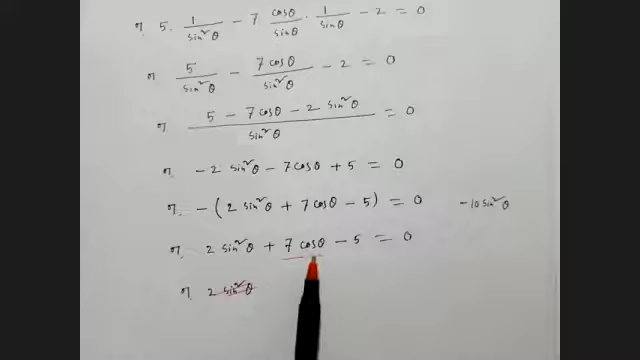 বা, 5. 1/sin²θ − 7 cosθ/sinθ · 1/sinθ − 2 = 0
বা 5/sin²θ − 7cosθ/sin²θ − 2 = 0
বা (5 − 7cosθ − 2 sin²θ)/sin²θ = 0
বা, −2 sin²θ − 7cosθ + 5 = 0
বা, −(2 sin²θ + 7cosθ − 5) = 0 −10 sin²θ
বা, 2 sin²θ + 7 cosθ − 5 = 0
বা 2 sin²θ